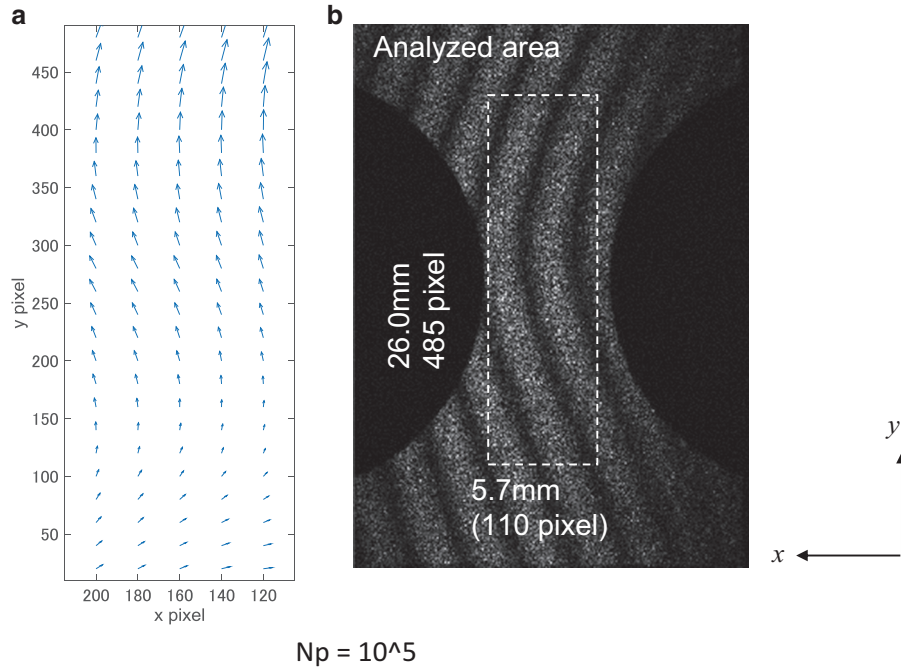 a
450
400
350
300
250
200
150
100
50
y pixel
200 180 160 140 120
x pixel
b
Analyzed area
26.0mm
485 pixel
5.7mm
(110 pixel)
y
x
Np = 10^5